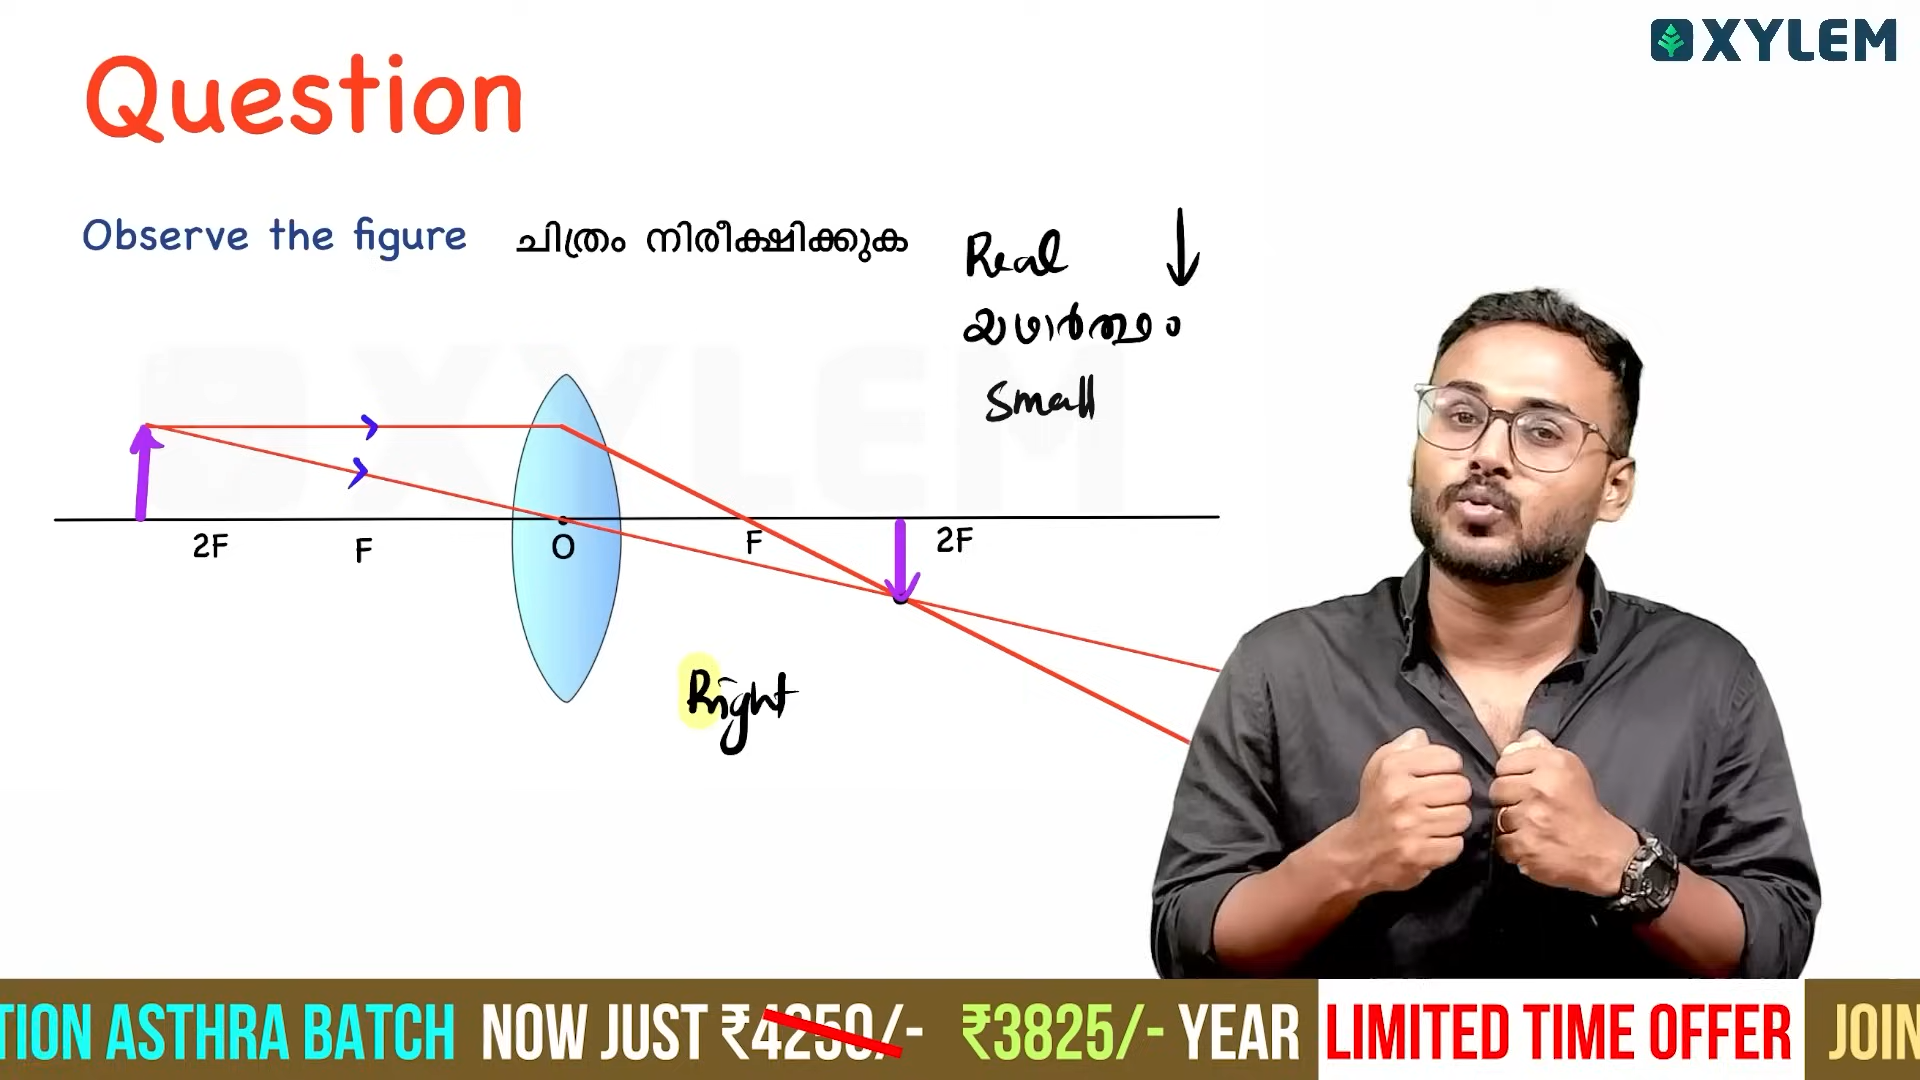 XYLEM
Question
Observe the figure ചിത്രം നിരീക്ഷിക്കുക
Real
യഥാർത്ഥം
Small
XYLEM
2F F O F 2F
Right
TION ASTHRA BATCH NOW JUST ₹4250/- ₹3825/- YEAR LIMITED TIME OFFER JOIN